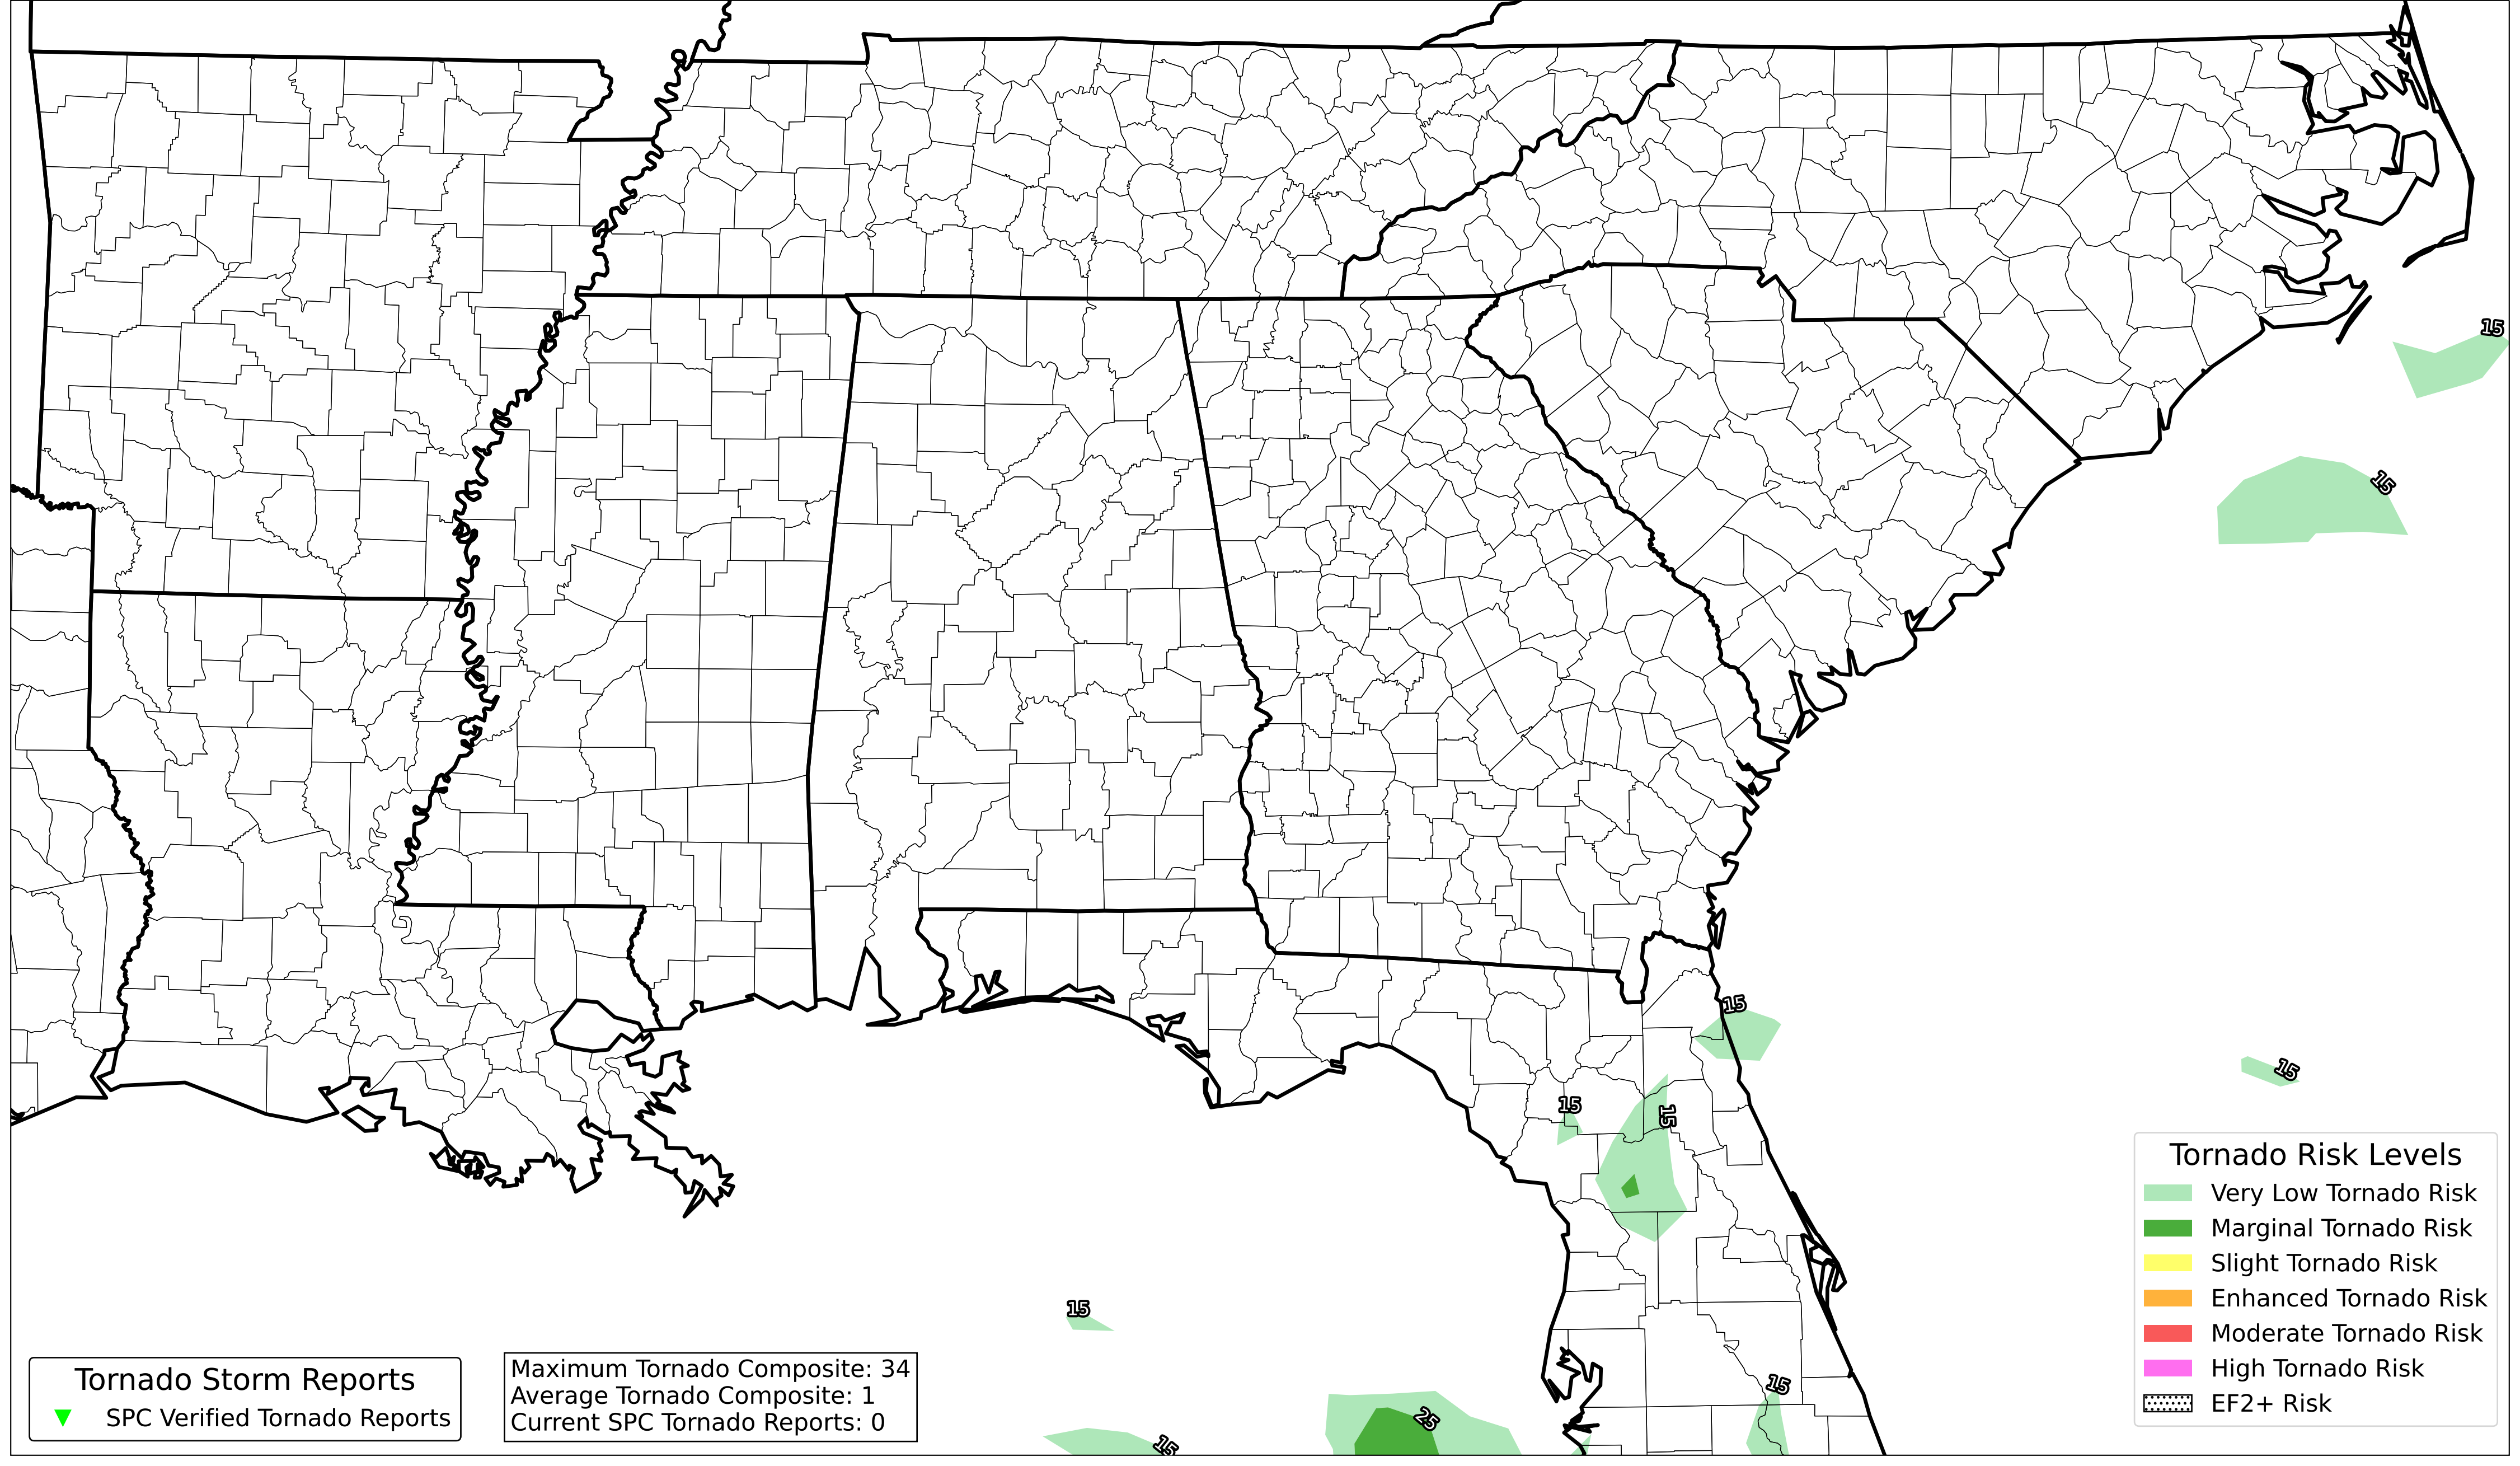 15
15
15
15
15
15
Tornado Risk Levels
Very Low Tornado Risk
Marginal Tornado Risk
Slight Tornado Risk
Enhanced Tornado Risk
Moderate Tornado Risk
High Tornado Risk
EF2+ Risk
15
15
25
15
Tornado Storm Reports
SPC Verified Tornado Reports
Maximum Tornado Composite: 34
Average Tornado Composite: 1
Current SPC Tornado Reports: 0